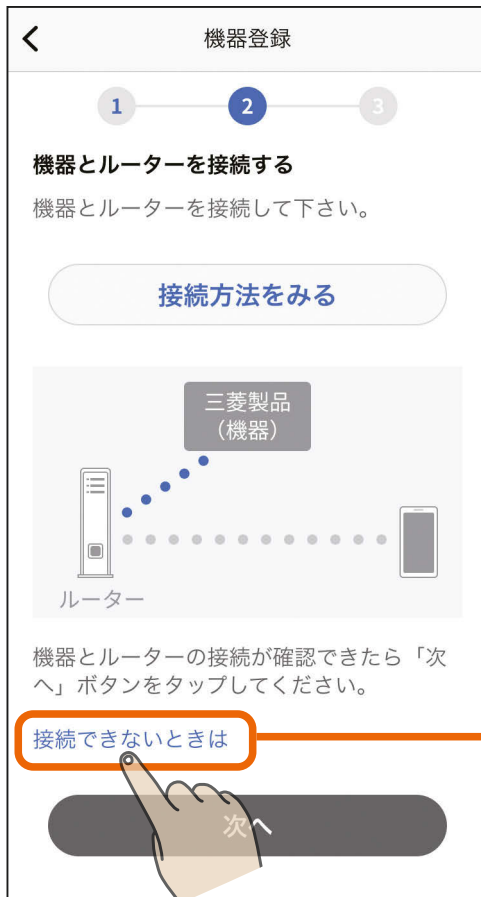 機器登録
1 2 3
機器とルーターを接続する
機器とルーターを接続して下さい。
接続方法をみる
三菱製品
（機器）
ルーター
機器とルーターの接続が確認できたら「次
へ」ボタンをタップしてください。
接続できないときは
次へ